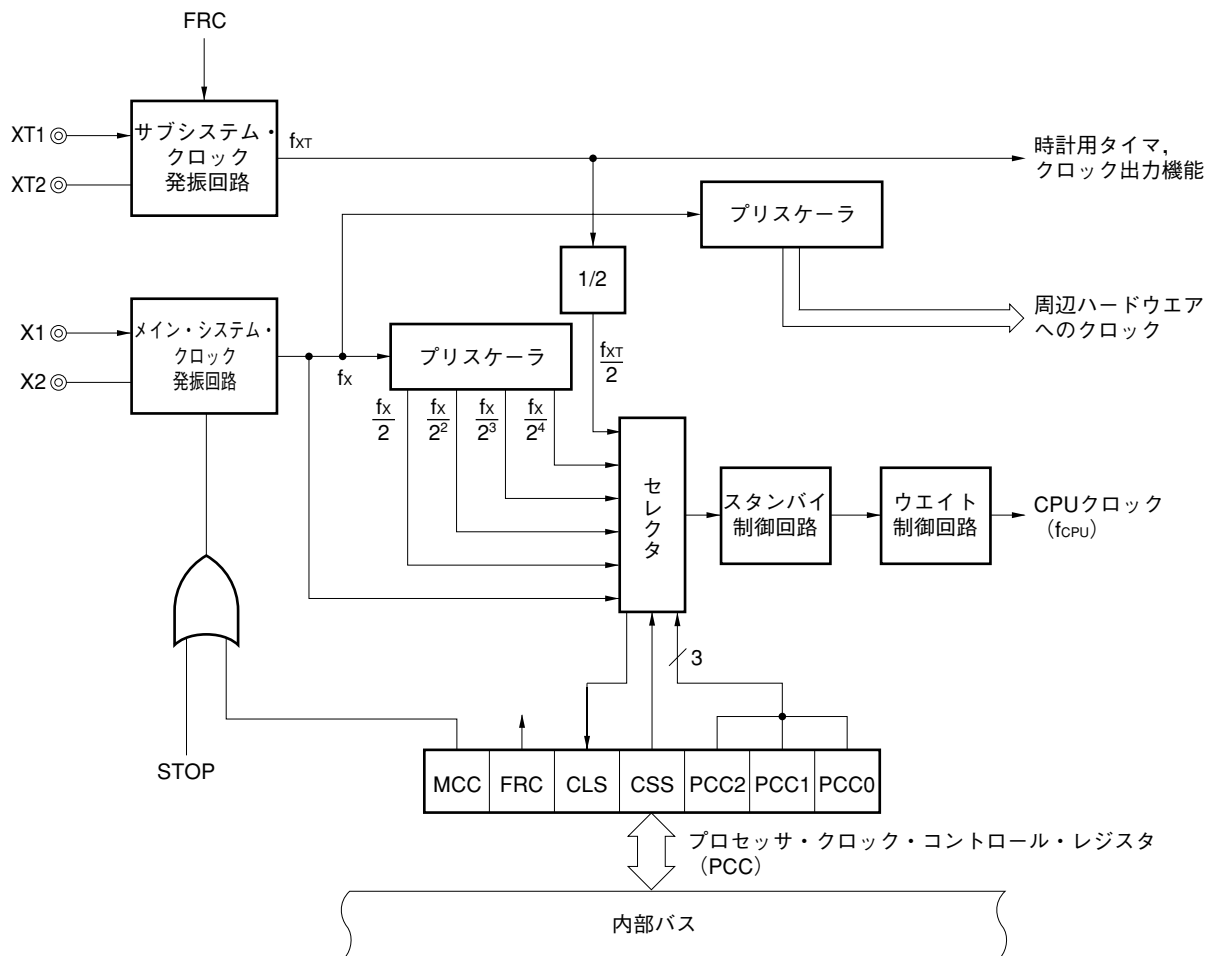 FRC
XT1
XT2
サブシステム・
クロック
発振回路
fXT
時計用タイマ，
クロック出力機能
プリスケーラ
1/2
周辺ハードウエア
へのクロック
X1
X2
メイン・システム・
クロック
発振回路
fX
プリスケーラ
fXT/2
fX/2
fX/2²
fX/2³
fX/2⁴
セレクタ
スタンバイ
制御回路
ウエイト
制御回路
CPUクロック
（fCPU）
3
STOP
MCC FRC CLS CSS PCC2 PCC1 PCC0
プロセッサ・クロック・コントロール・レジスタ
（PCC）
内部バス